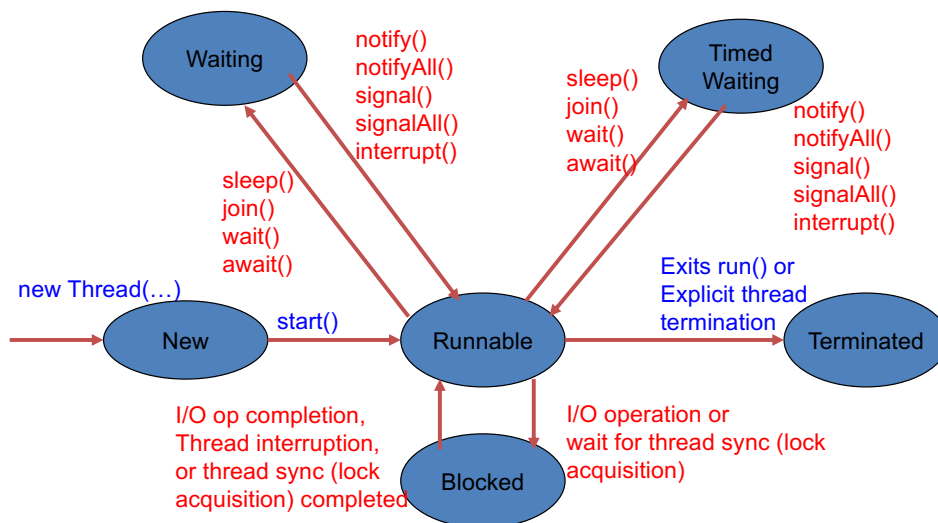 Waiting
notify()
notifyAll()
signal()
signalAll()
interrupt()
sleep()
join()
wait()
await()
Timed
Waiting
sleep()
join()
wait()
await()
notify()
notifyAll()
signal()
signalAll()
interrupt()
new Thread(…)
New
start()
Runnable
Exits run() or
Explicit thread
termination
Terminated
I/O op completion,
Thread interruption,
or thread sync (lock
acquisition) completed
I/O operation or
wait for thread sync (lock
acquisition)
Blocked